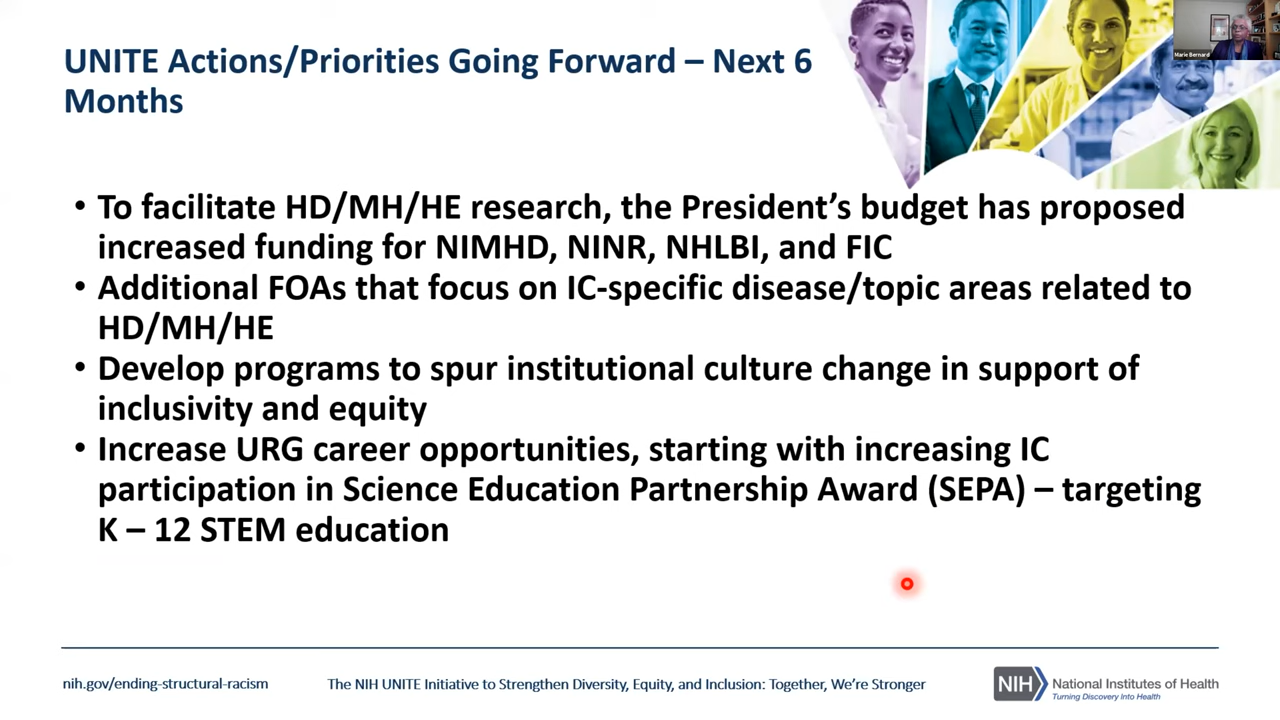 UNITE Actions/Priorities Going Forward – Next 6
Months
Marie Bernard
• To facilitate HD/MH/HE research, the President’s budget has proposed
increased funding for NIMHD, NINR, NHLBI, and FIC
• Additional FOAs that focus on IC-specific disease/topic areas related to
HD/MH/HE
• Develop programs to spur institutional culture change in support of
inclusivity and equity
• Increase URG career opportunities, starting with increasing IC
participation in Science Education Partnership Award (SEPA) – targeting
K – 12 STEM education
nih.gov/ending-structural-racism
The NIH UNITE Initiative to Strengthen Diversity, Equity, and Inclusion: Together, We’re Stronger
NIH
National Institutes of Health
Turning Discovery Into Health